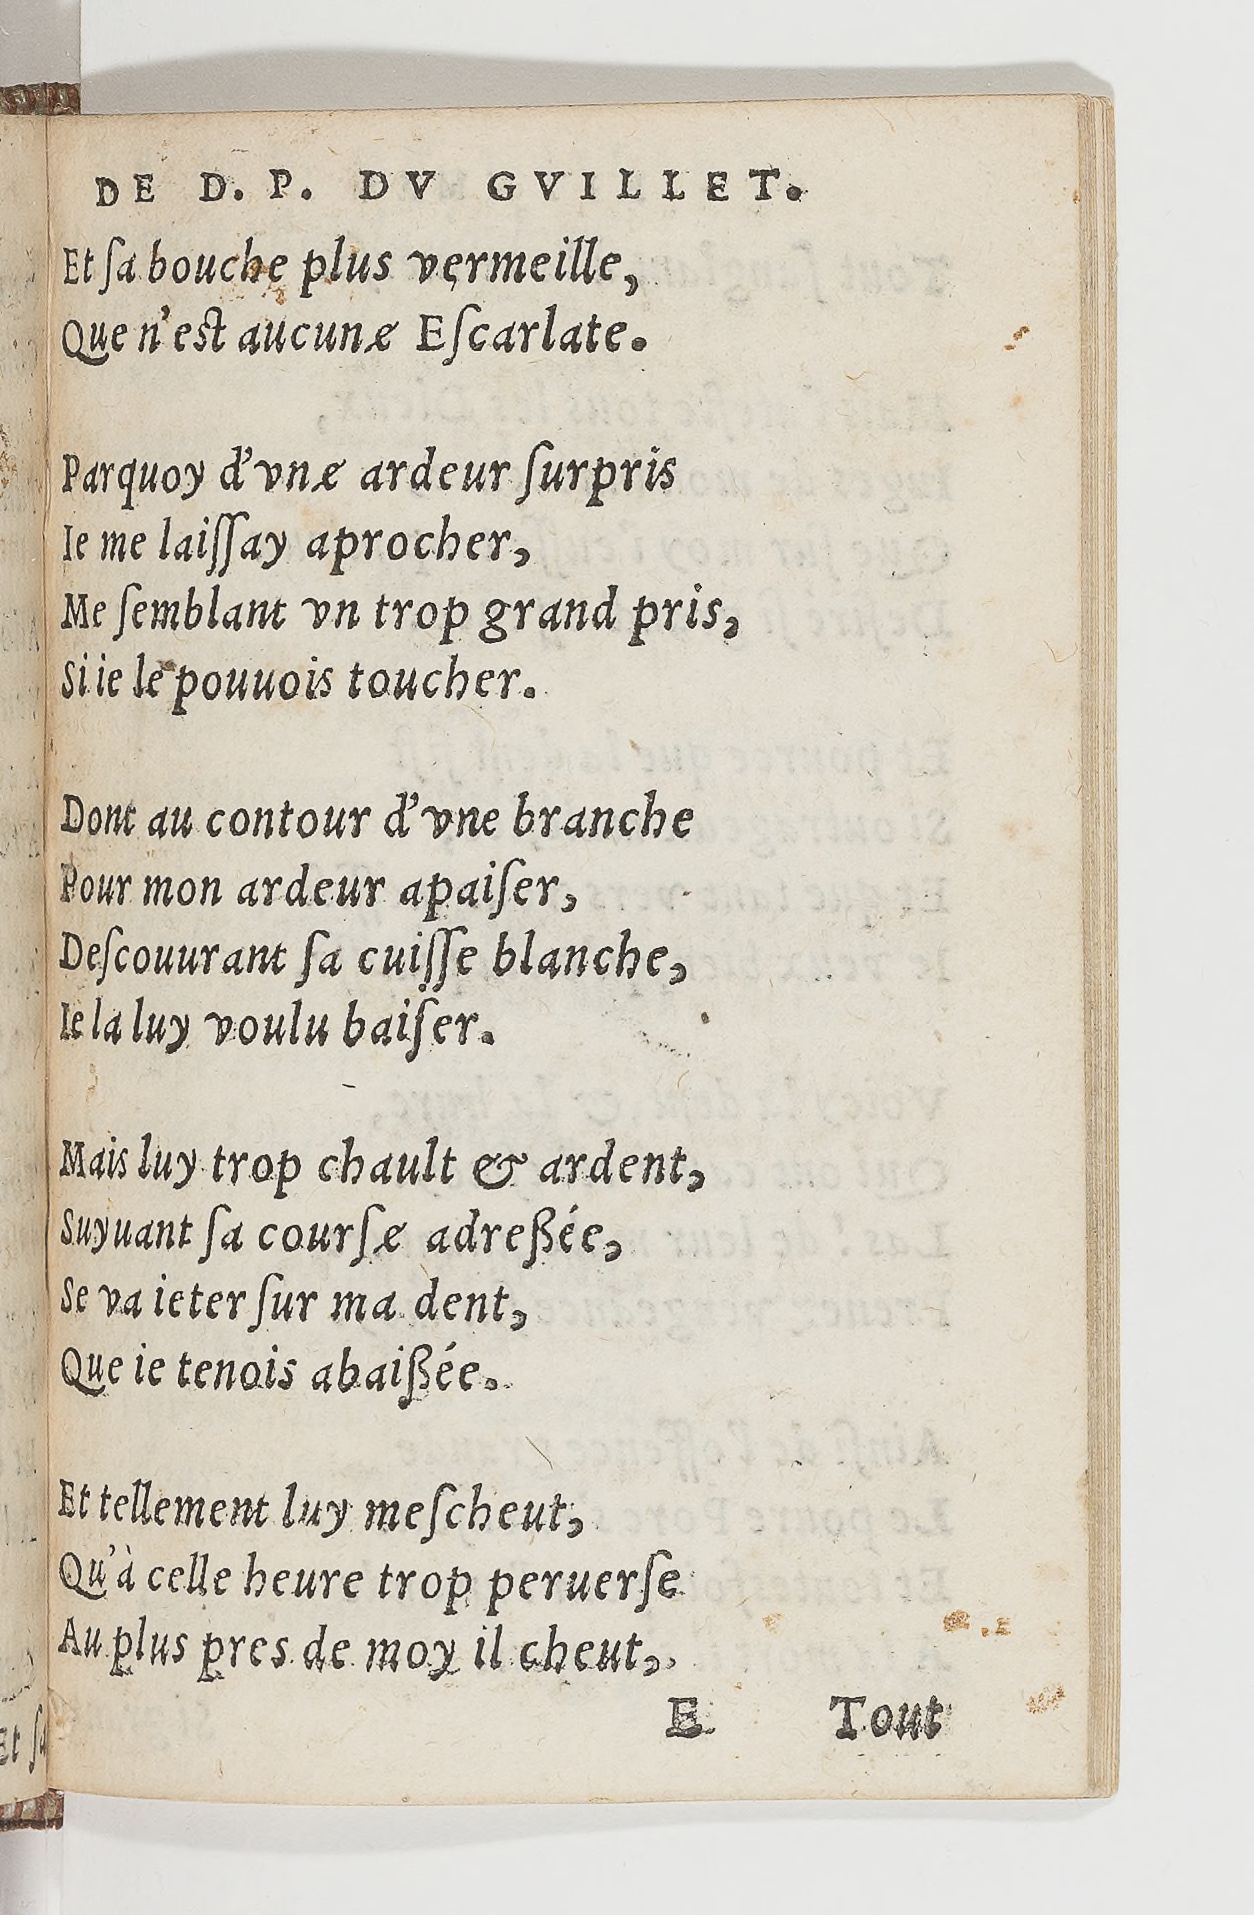 DE D. P. DV GVILLET.
Et ſa bouche plus vermeille,
Que n'est aucune Eſcarlate.
Parquoy d'vne ardeur ſurpris
Ie me laiſſay aprocher,
Me ſemblant vn trop grand pris,
Si ie le pouuois toucher.
Dont au contour d'vne branche
Pour mon ardeur apaiſer,
Deſcouurant ſa cuiſſe blanche,
Ie la luy voulu baiſer.
Mais luy trop chault & ardent,
Suyuant ſa courſe adreßée,
Se va ieter ſur ma dent,
Que ie tenois abaißée.
Et tellement luy meſcheut,
Qu'à celle heure trop peruerſe
Au plus pres de moy il cheut,
E Tout
Et ſa